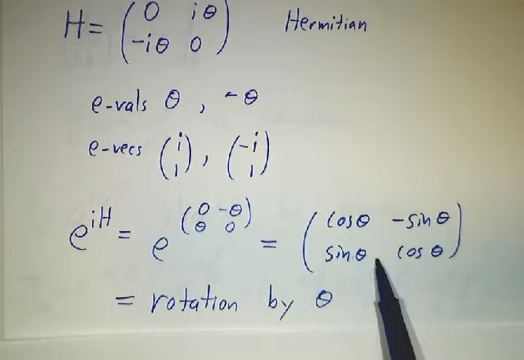 H = ( 0 iθ ; -iθ 0 ) Hermitian
e-vals θ , -θ
e-vecs ( i ; 1 ) , ( -i ; 1 )
e^{iH} = e^{( 0 -θ ; θ 0 )} = ( cosθ -sinθ ; sinθ cosθ )
= rotation by θ